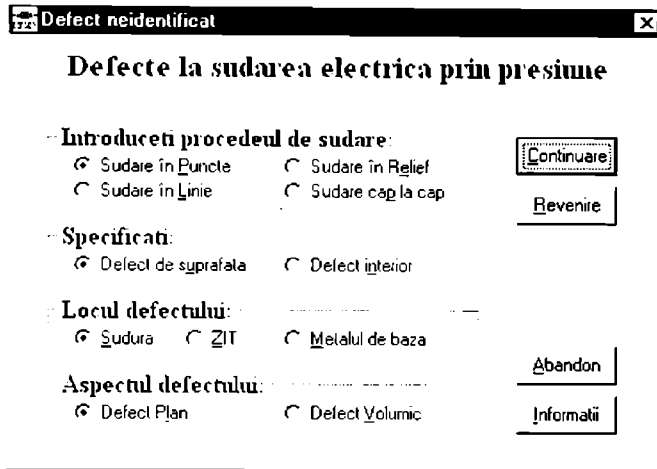 Defect neidentificat
Defecte la sudarea electrica prin presiune
Introduceti procedeul de sudare:
Sudare în Puncte
Sudare în Relief
Continuare
Sudare în Linie
Sudare cap la cap
Revenire
Specificati:
Defect de suprafata
Defect interior
Locul defectului:
Sudura
ZIT
Metalul de baza
Abandon
Aspectul defectului:
Defect Plan
Defect Volumic
Informatii